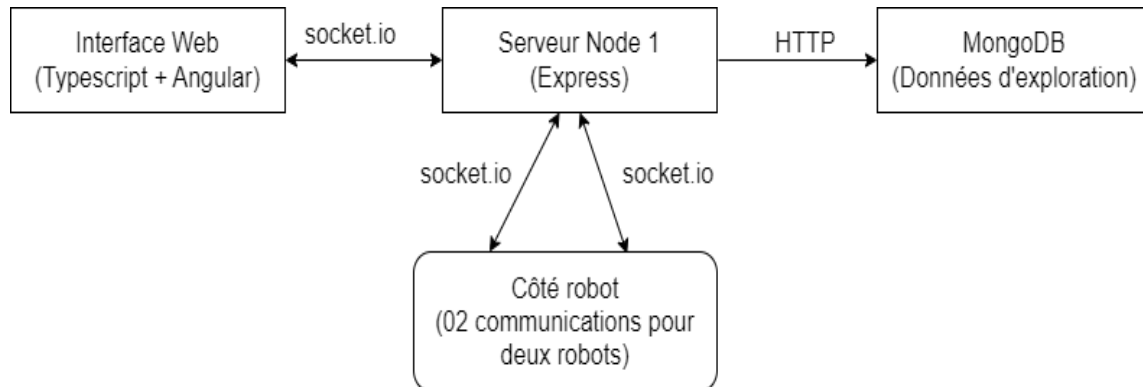 Interface Web
(Typescript + Angular)
socket.io
Serveur Node 1
(Express)
HTTP
MongoDB
(Données d'exploration)
socket.io
socket.io
Côté robot
(02 communications pour
deux robots)